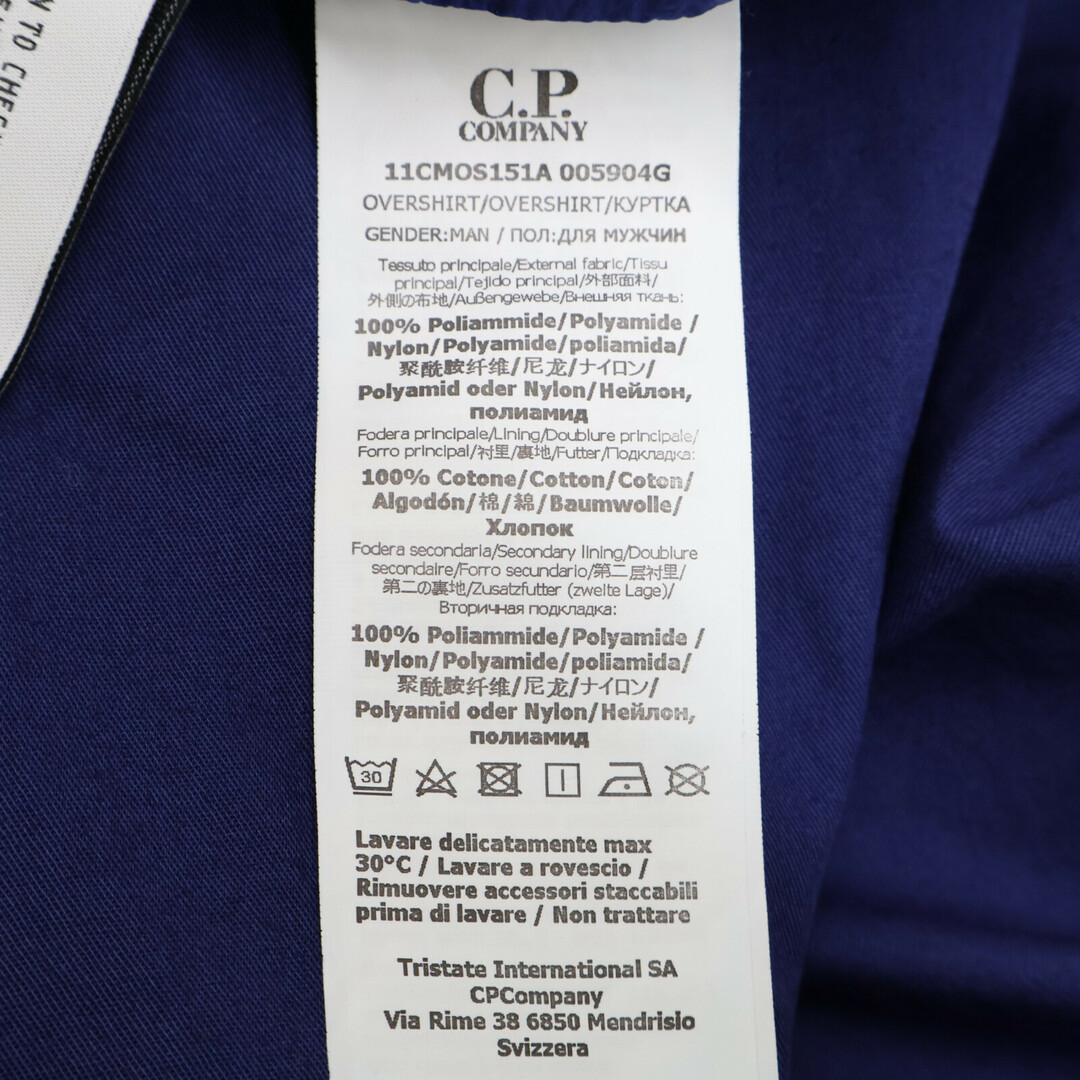 N TO CHEC
C.P.
COMPANY
11CMOS151A 005904G
OVERSHIRT/OVERSHIRT/КУРТКА
GENDER:MAN / ПОЛ:ДЛЯ МУЖЧИН
Tessuto principale/External fabric/Tissu
principal/Tejido principal/外部面料/
外側の布地/Außengewebe/Внешняя ткань:
100% Poliammide/Polyamide /
Nylon/Polyamide/poliamida/
聚酰胺纤维/尼龙/ナイロン/
Polyamid oder Nylon/Нейлон,
полиамид
Fodera principale/Lining/Doublure principale/
Forro principal/衬里/裏地/Futter/Подкладка:
100% Cotone/Cotton/Coton/
Algodón/棉/綿/Baumwolle/
Хлопок
Fodera secondaria/Secondary lining/Doublure
secondaire/Forro secundario/第二层衬里/
第二の裏地/Zusatzfutter (zweite Lage)/
Вторичная подкладка:
100% Poliammide/Polyamide /
Nylon/Polyamide/poliamida/
聚酰胺纤维/尼龙/ナイロン/
Polyamid oder Nylon/Нейлон,
полиамид
30
Lavare delicatamente max
30°C / Lavare a rovescio /
Rimuovere accessori staccabili
prima di lavare / Non trattare
Tristate International SA
CPCompany
Via Rime 38 6850 Mendrisio
Svizzera